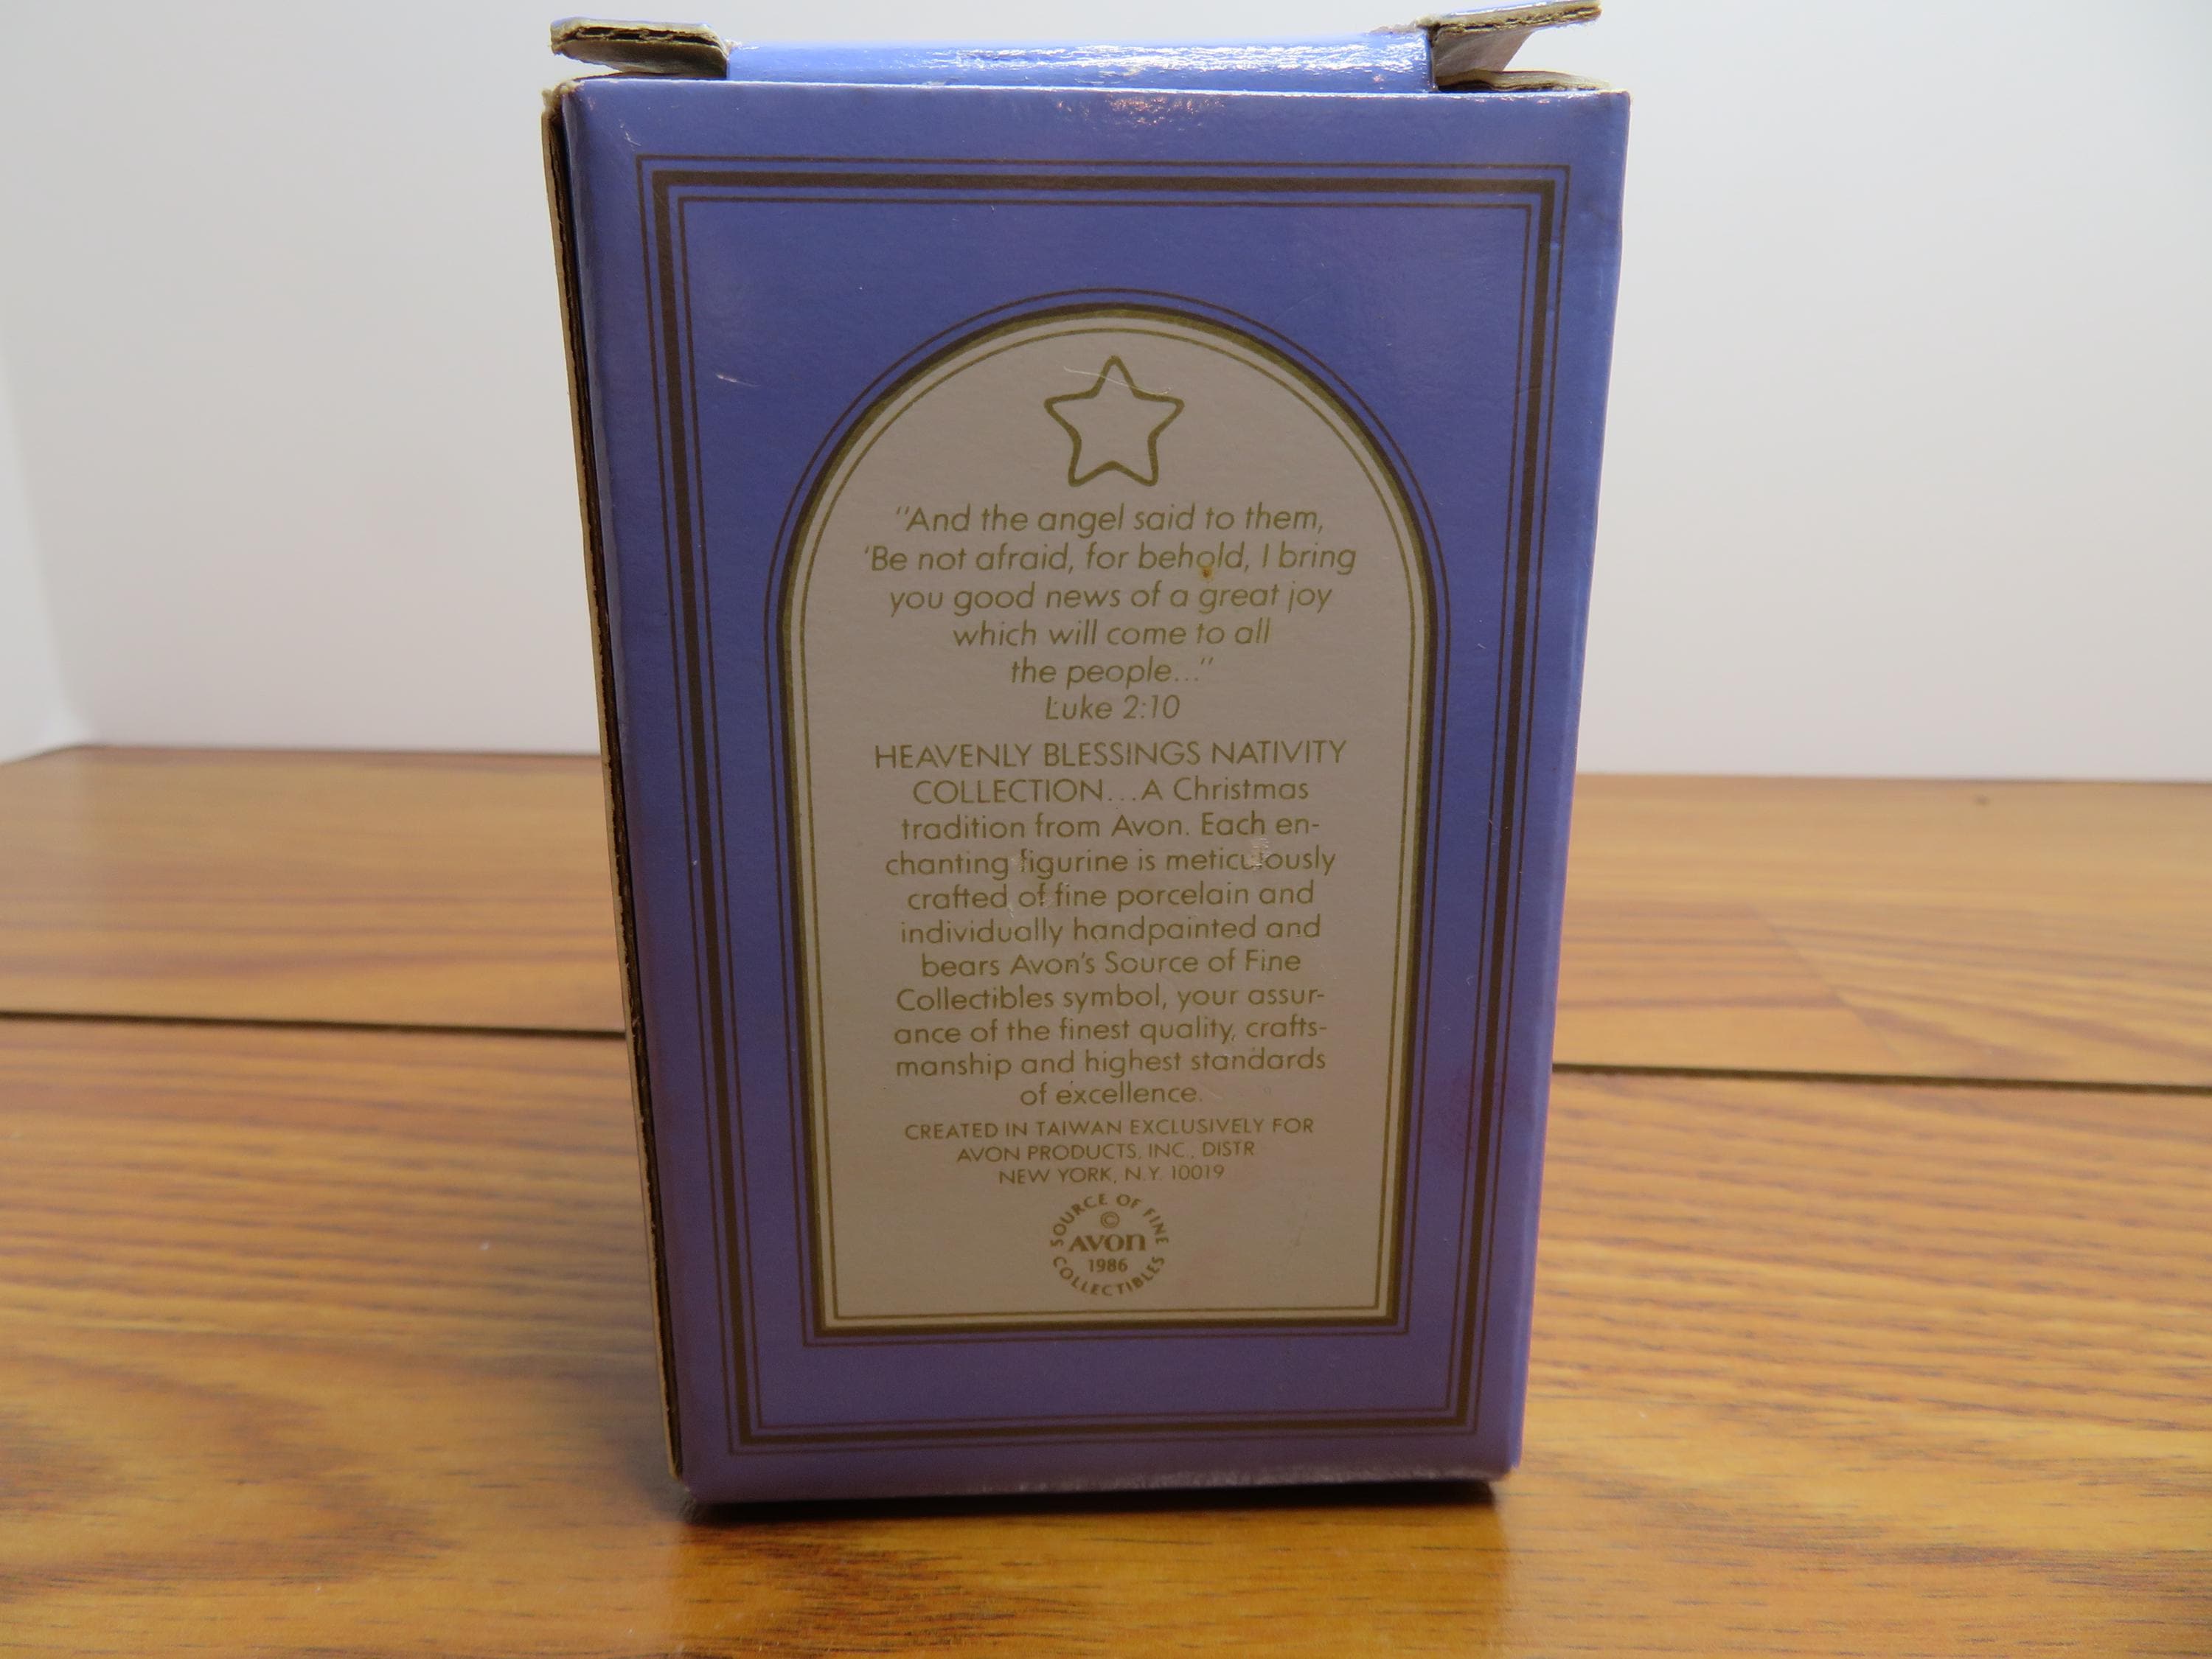 "And the angel said to them,
'Be not afraid, for behold, I bring
you good news of a great joy
which will come to all
the people..."
Luke 2:10
HEAVENLY BLESSINGS NATIVITY
COLLECTION...A Christmas
tradition from Avon. Each en-
chanting figurine is meticulously
crafted of fine porcelain and
individually handpainted and
bears Avon's Source of Fine
Collectibles symbol, your assur-
ance of the finest quality, crafts-
manship and highest standards
of excellence.
CREATED IN TAIWAN EXCLUSIVELY FOR
AVON PRODUCTS, INC., DISTR.
NEW YORK, N.Y. 10019
SOURCE OF FINE
©
AVON
1986
COLLECTIBLES